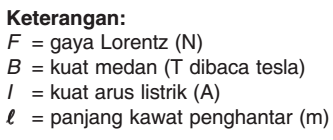 Keterangan:
F = gaya Lorentz (N)
B = kuat medan (T dibaca tesla)
I = kuat arus listrik (A)
ℓ = panjang kawat penghantar (m)